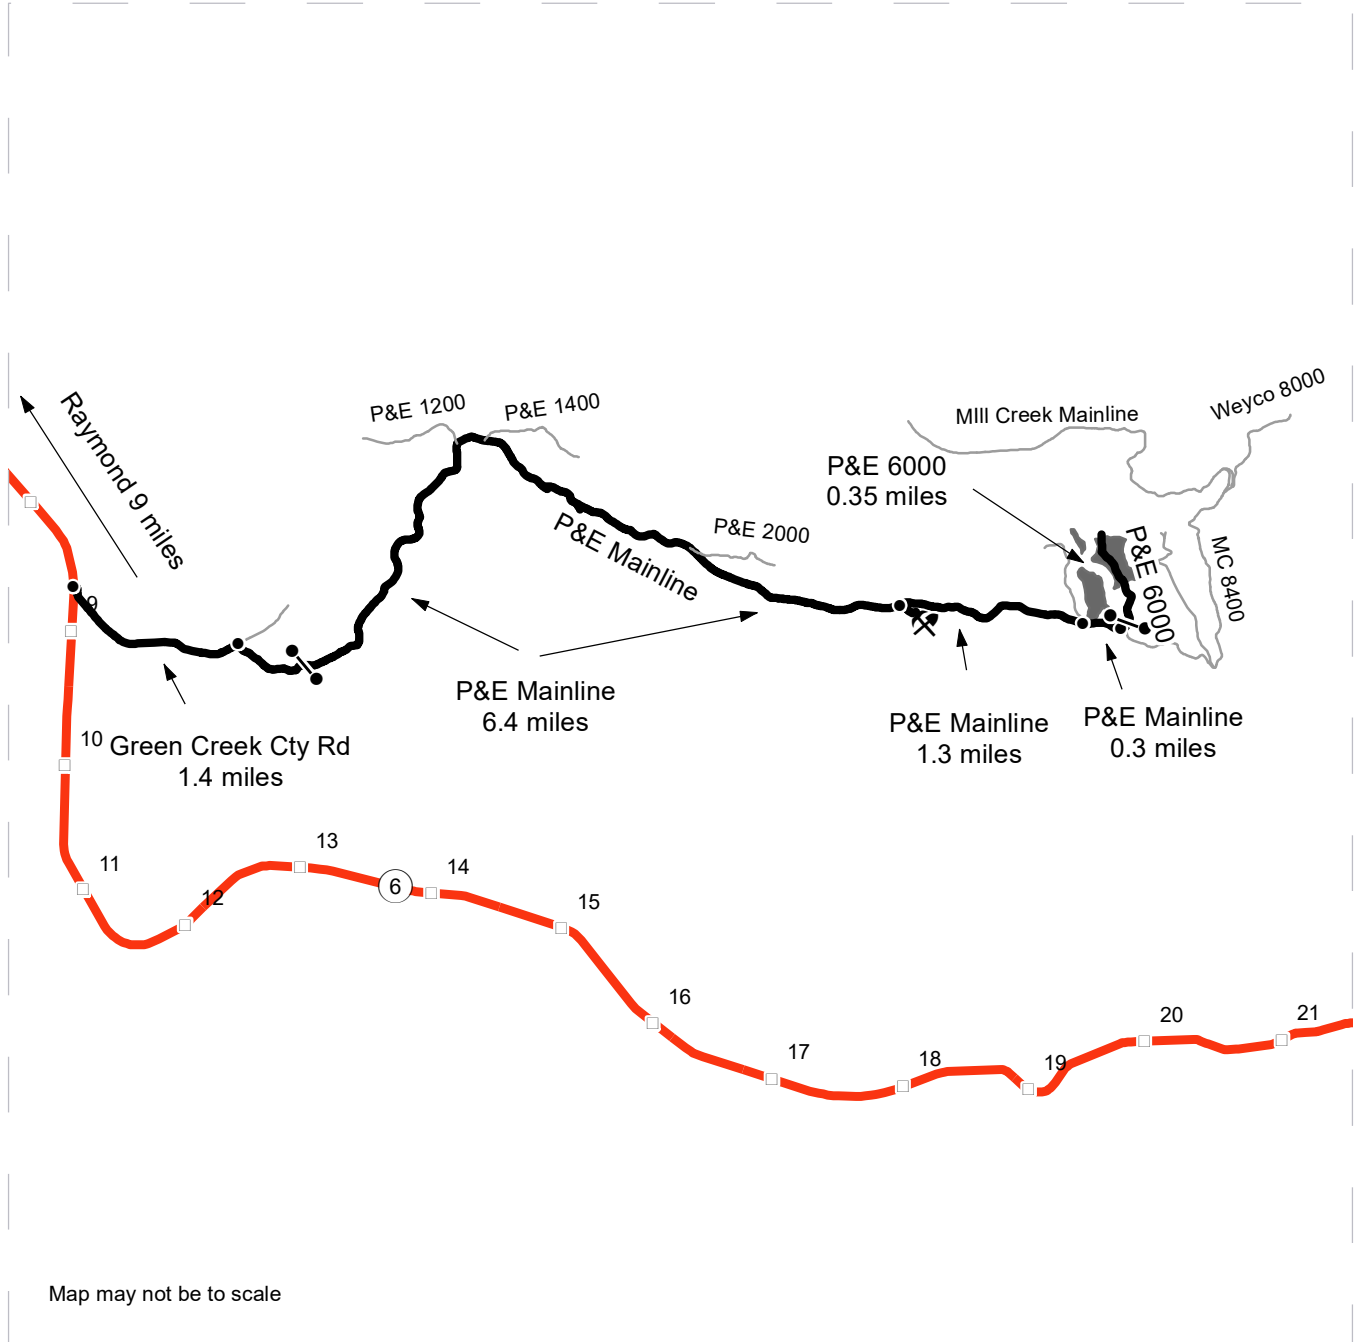 Weyco 8000
P&E 1200
P&E 1400
MIll Creek Mainline
Raymond 9 miles
P&E 6000
0.35 miles
P&E Mainline
P&E 2000
P&E 6000
MC 8400
9
P&E Mainline
6.4 miles
P&E Mainline
1.3 miles
P&E Mainline
0.3 miles
10
Green Creek Cty Rd
1.4 miles
11
12
13
6
14
15
16
17
18
19
20
21
Map may not be to scale